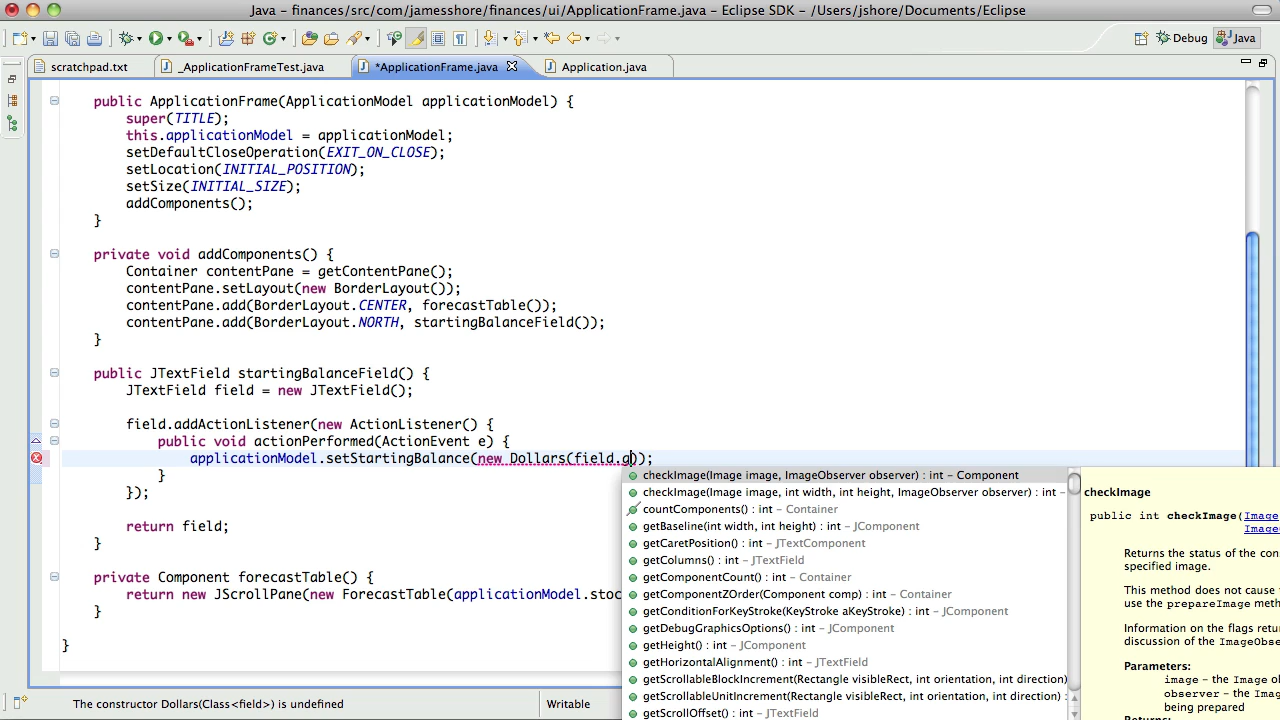 Java – finances/src/com/jamesshore/finances/ui/ApplicationFrame.java – Eclipse SDK – /Users/jshore/Documents/Eclipse
Debug
Java
scratchpad.txt
_ApplicationFrameTest.java
*ApplicationFrame.java
Application.java
public ApplicationFrame(ApplicationModel applicationModel) {
super(TITLE);
this.applicationModel = applicationModel;
setDefaultCloseOperation(EXIT_ON_CLOSE);
setLocation(INITIAL_POSITION);
setSize(INITIAL_SIZE);
addComponents();
}
private void addComponents() {
Container contentPane = getContentPane();
contentPane.setLayout(new BorderLayout());
contentPane.add(BorderLayout.CENTER, forecastTable());
contentPane.add(BorderLayout.NORTH, startingBalanceField());
}
public JTextField startingBalanceField() {
JTextField field = new JTextField();
field.addActionListener(new ActionListener() {
public void actionPerformed(ActionEvent e) {
applicationModel.setStartingBalance(new Dollars(field.g));
}
});
return field;
}
private Component forecastTable() {
return new JScrollPane(new ForecastTable(applicationModel.stoc
}
}
checkImage(Image image, ImageObserver observer) : int – Component
checkImage(Image image, int width, int height, ImageObserver observer) : int –
countComponents() : int – Container
getBaseline(int width, int height) : int – JComponent
getCaretPosition() : int – JTextComponent
getColumns() : int – JTextField
getComponentCount() : int – Container
getComponentZOrder(Component comp) : int – Container
getConditionForKeyStroke(KeyStroke aKeyStroke) : int – JComponent
getDebugGraphicsOptions() : int – JComponent
getHeight() : int – JComponent
getHorizontalAlignment() : int – JTextField
getScrollableBlockIncrement(Rectangle visibleRect, int orientation, int direction)
getScrollableUnitIncrement(Rectangle visibleRect, int orientation, int direction)
getScrollOffset() : int – JTextField
checkImage
public int checkImage(Image
Image
Returns the status of the con
specified image.
This method does not cause
use the prepareImage meth
Information on the flags retur
discussion of the ImageObse
Parameters:
image – the Image o
observer – the Ima
being prepared
Returns:
The constructor Dollars(Class<field>) is undefined
Writable